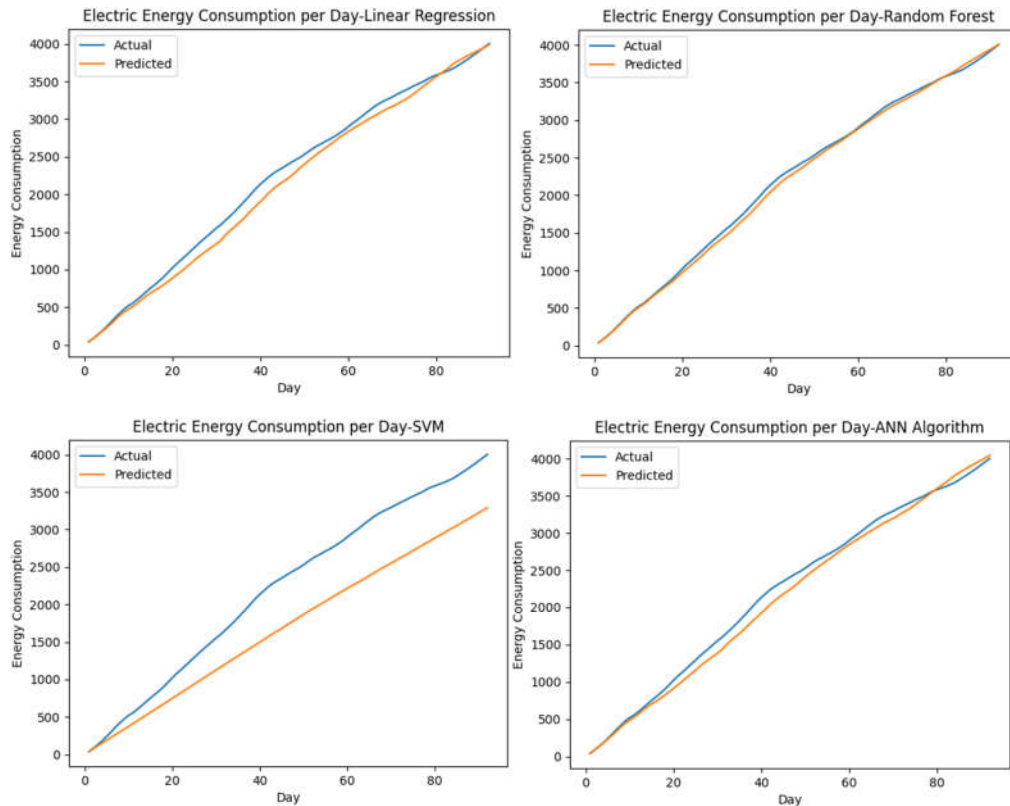 Electric Energy Consumption per Day-Linear Regression
Actual
Predicted
Energy Consumption
4000
3500
3000
2500
2000
1500
1000
500
0
0 20 40 60 80
Day
Electric Energy Consumption per Day-Random Forest
Actual
Predicted
Energy Consumption
4000
3500
3000
2500
2000
1500
1000
500
0
0 20 40 60 80
Day
Electric Energy Consumption per Day-SVM
Actual
Predicted
Energy Consumption
4000
3500
3000
2500
2000
1500
1000
500
0
0 20 40 60 80
Day
Electric Energy Consumption per Day-ANN Algorithm
Actual
Predicted
Energy Consumption
4000
3500
3000
2500
2000
1500
1000
500
0
0 20 40 60 80
Day